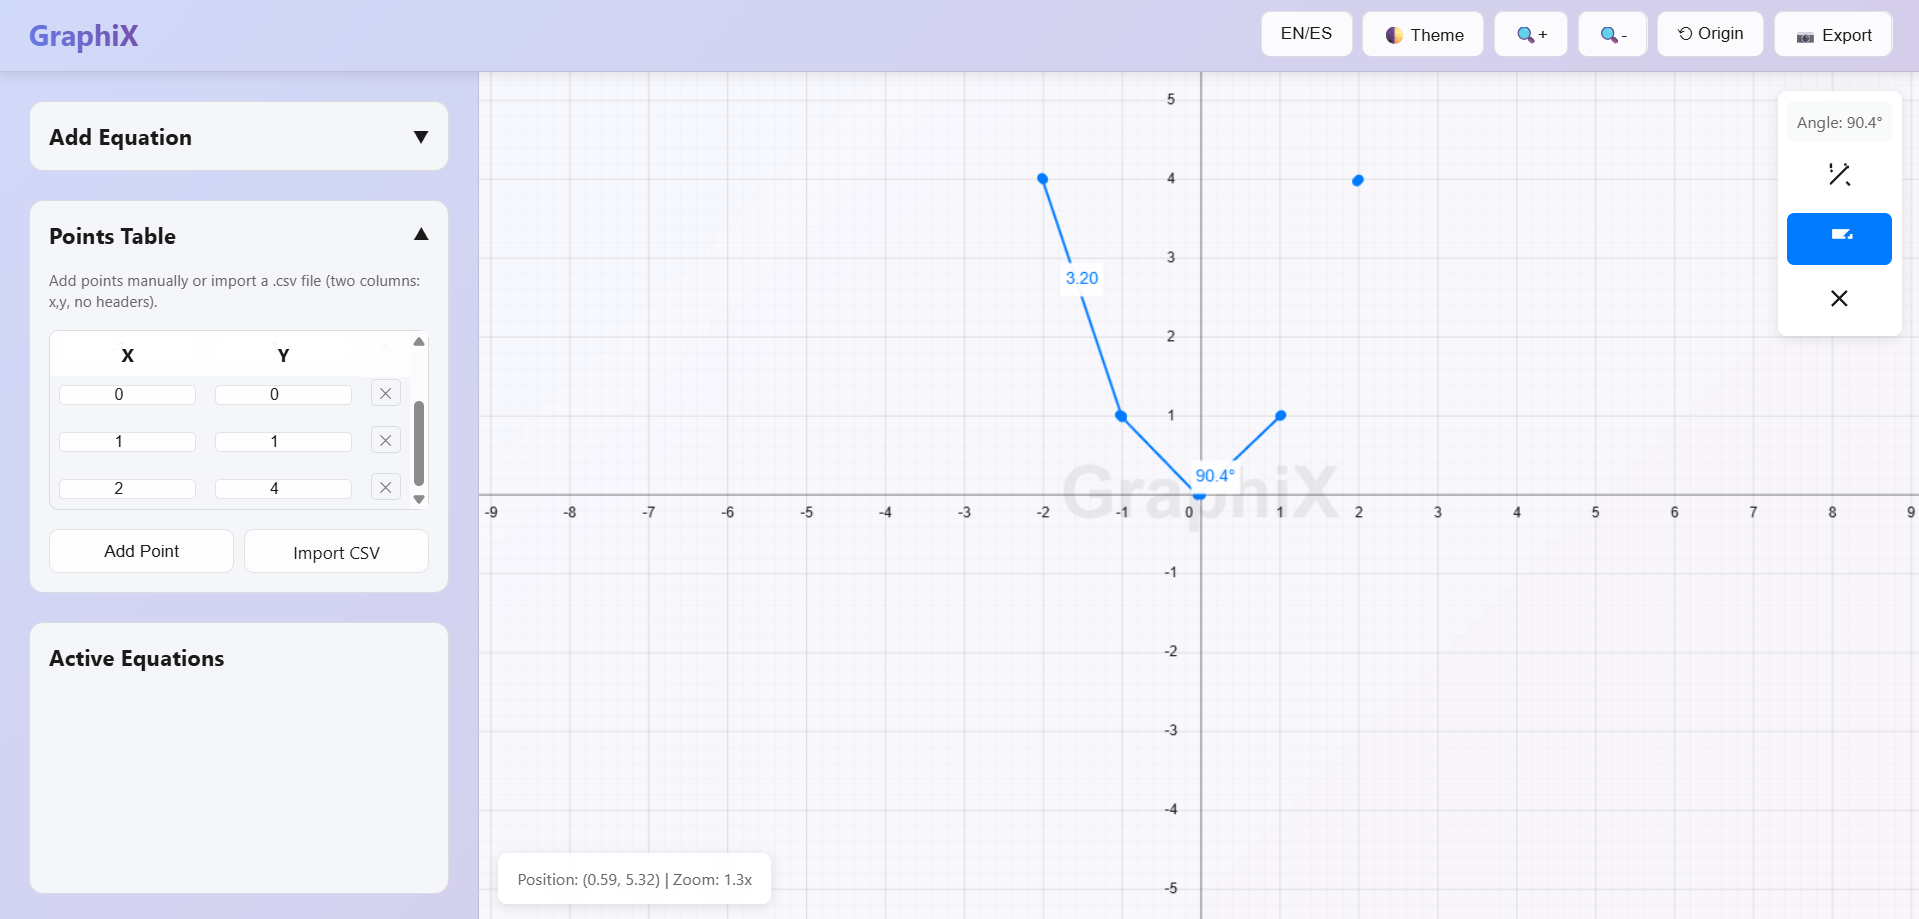 GraphiX
EN/ES
Theme
+
-
Origin
Export
Add Equation
Points Table
Add points manually or import a .csv file (two columns:
x,y, no headers).
X Y
0 0
1 1
2 4
Add Point
Import CSV
Active Equations
Angle: 90.4°
5
4
3
2
1
-1
-2
-3
-4
-5
3.20
90.4°
GraphiX
-9 -8 -7 -6 -5 -4 -3 -2 -1 0 1 2 3 4 5 6 7 8 9
Position: (0.59, 5.32) | Zoom: 1.3x